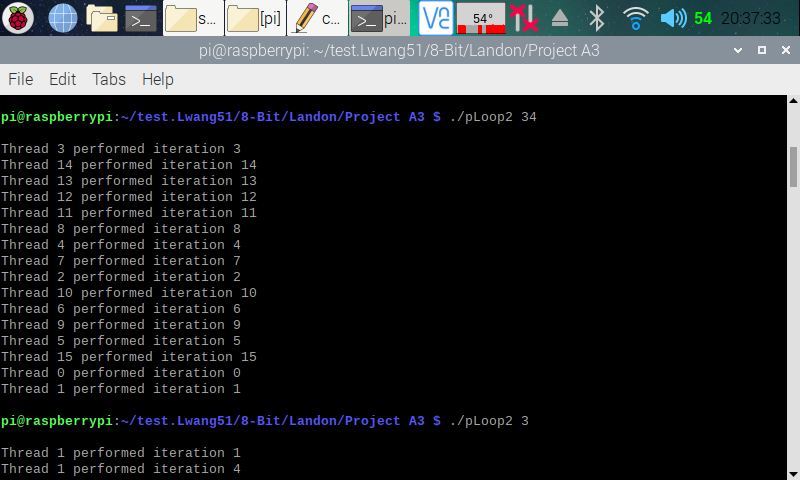 s...
[pi]
c...
pi...
54°
54
20:37:33
pi@raspberrypi: ~/test.Lwang51/8-Bit/Landon/Project A3
File Edit Tabs Help
pi@raspberrypi:~/test.Lwang51/8-Bit/Landon/Project A3 $ ./pLoop2 34
Thread 3 performed iteration 3
Thread 14 performed iteration 14
Thread 13 performed iteration 13
Thread 12 performed iteration 12
Thread 11 performed iteration 11
Thread 8 performed iteration 8
Thread 4 performed iteration 4
Thread 7 performed iteration 7
Thread 2 performed iteration 2
Thread 10 performed iteration 10
Thread 6 performed iteration 6
Thread 9 performed iteration 9
Thread 5 performed iteration 5
Thread 15 performed iteration 15
Thread 0 performed iteration 0
Thread 1 performed iteration 1
pi@raspberrypi:~/test.Lwang51/8-Bit/Landon/Project A3 $ ./pLoop2 3
Thread 1 performed iteration 1
Thread 1 performed iteration 4